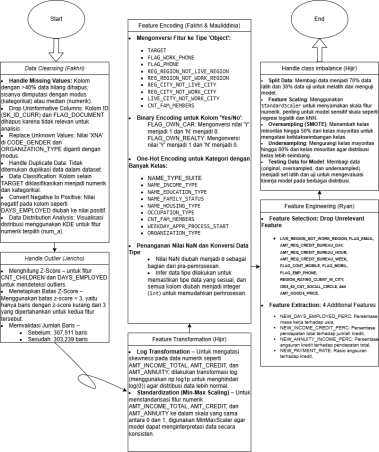 Start
Data Cleansing (Fakhri)
• Handle Missing Values: Kolom
dengan >40% data hilang dihapus;
sisanya diimputasi dengan modus
(kategorikal) atau median (numerik).
• Drop Uninformative Columns: Kolom ID
(SK_ID_CURR) dan FLAG_DOCUMENT
dihapus karena tidak relevan untuk
analisis.
• Replace Unknown Values: Nilai 'XNA'
di CODE_GENDER dan
ORGANIZATION_TYPE diganti dengan
modus.
• Handle Duplicate Data: Tidak
ditemukan duplikasi data dalam dataset.
• Data Classification: Kolom selain
TARGET diklasifikasikan menjadi numerik
dan kategorikal.
• Convert Negative to Positive: Nilai
negatif pada kolom seperti
DAYS_EMPLOYED diubah ke nilai positif.
• Data Distribution Analysis: Visualisasi
distribusi menggunakan KDE untuk fitur
numerik terpilih (num_a).
Handle Outlier (Jericho)
• Menghitung Z-Score – untuk fitur
CNT_CHILDREN dan DAYS_EMPLOYED
untuk mendeteksi outliers.
• Menetapkan Batas Z-Score –
Menggunakan batas z-score < 3, yaitu
hanya baris dengan z-score kurang dari 3
yang dipertahankan untuk kedua fitur
tersebut.
• Memvalidasi Jumlah Baris –
• Sebelum: 307,511 baris
• Sesudah: 303,239 baris
Feature Encoding (Fakhri & Mauliddinia)
• Mengonversi Fitur ke Tipe 'Object':
• TARGET
• FLAG_WORK_PHONE
• FLAG_PHONE
• REG_REGION_NOT_LIVE_REGION
• REG_REGION_NOT_WORK_REGION
• REG_CITY_NOT_LIVE_CITY
• REG_CITY_NOT_WORK_CITY
• LIVE_CITY_NOT_WORK_CITY
• CNT_FAM_MEMBERS
• Binary Encoding untuk Kolom 'Yes/No':
FLAG_OWN_CAR: Mengonversi nilai 'Y'
menjadi 1 dan 'N' menjadi 0.
FLAG_OWN_REALTY: Mengonversi nilai
'Y' menjadi 1 dan 'N' menjadi 0.
• One-Hot Encoding untuk Kategori dengan
Banyak Kelas:
• NAME_TYPE_SUITE
• NAME_INCOME_TYPE
• NAME_EDUCATION_TYPE
• NAME_FAMILY_STATUS
• NAME_HOUSING_TYPE
• OCCUPATION_TYPE
• CNT_FAM_MEMBERS
• WEEKDAY_APPR_PROCESS_START
• ORGANIZATION_TYPE
• Penanganan Nilai NaN dan Konversi Data
Tipe:
• Nilai NaN diubah menjadi 0 sebagai
bagian dari pra-pemrosesan.
• Infer data tipe dilakukan untuk
memastikan tipe data yang sesuai, dan
semua kolom diubah menjadi integer
(int) untuk memudahkan pemrosesan.
Feature Transformation (Hijir)
• Log Transformation – Untuk mengatasi
skewness pada data numerik seperti
AMT_INCOME_TOTAL, AMT_CREDIT, dan
AMT_ANNUITY, dilakukan transformasi log
(menggunakan np.log1p untuk menghindari
log(0)) agar distribusi data lebih normal.
• Standardization (Min-Max Scaling) – Untuk
menstandarisasi fitur numerik
AMT_INCOME_TOTAL, AMT_CREDIT, dan
AMT_ANNUITY ke dalam skala yang sama
antara 0 dan 1, digunakan MinMaxScaler agar
model dapat menginterpretasi data secara
konsisten.
End
Handle class imbalance (Hijir)
• Split Data: Membagi data menjadi 70% data
latih dan 30% data uji untuk melatih dan menguji
model.
• Feature Scaling: Menggunakan
StandardScaler untuk menyamakan skala fitur
numerik, penting untuk model sensitif skala seperti
regresi logistik dan KNN.
• Oversampling (SMOTE): Menambah kelas
minoritas hingga 50% dari kelas mayoritas untuk
mengatasi ketidakseimbangan kelas.
• Undersampling: Mengurangi kelas mayoritas
hingga 80% dari kelas minoritas agar distribusi
kelas lebih seimbang.
• Testing Data for Model: Membagi data
(original, oversampling, dan undersampling)
menjadi set latih dan uji untuk mengevaluasi
kinerja model pada berbagai distribusi.
Feature Engineering (Ryan)
• Feature Selection: Drop Unrelevant
Feature
• LIVE_REGION_NOT_WORK_REGION, FLAG_EMAIL,
AMT_REQ_CREDIT_BUREAU_DAY,
AMT_REQ_CREDIT_BUREAU_HOUR,
AMT_REQ_CREDIT_BUREAU_WEEK,
FLAG_CONT_MOBILE, FLAG_MOBIL,
FLAG_EMP_PHONE,
REGION_RATING_CLIENT_W_CITY,
OBS_60_CNT_SOCIAL_CIRCLE, dan
AMT_GOODS_PRICE.
• Feature Extraction: 4 Additional Features
• NEW_DAYS_EMPLOYED_PERC: Persentase
masa kerja terhadap usia.
• NEW_INCOME_CREDIT_PERC: Persentase
pendapatan total terhadap jumlah kredit.
• NEW_ANNUITY_INCOME_PERC: Persentase
angsuran kredit terhadap pendapatan total.
• NEW_PAYMENT_RATE: Rasio angsuran
terhadap kredit.